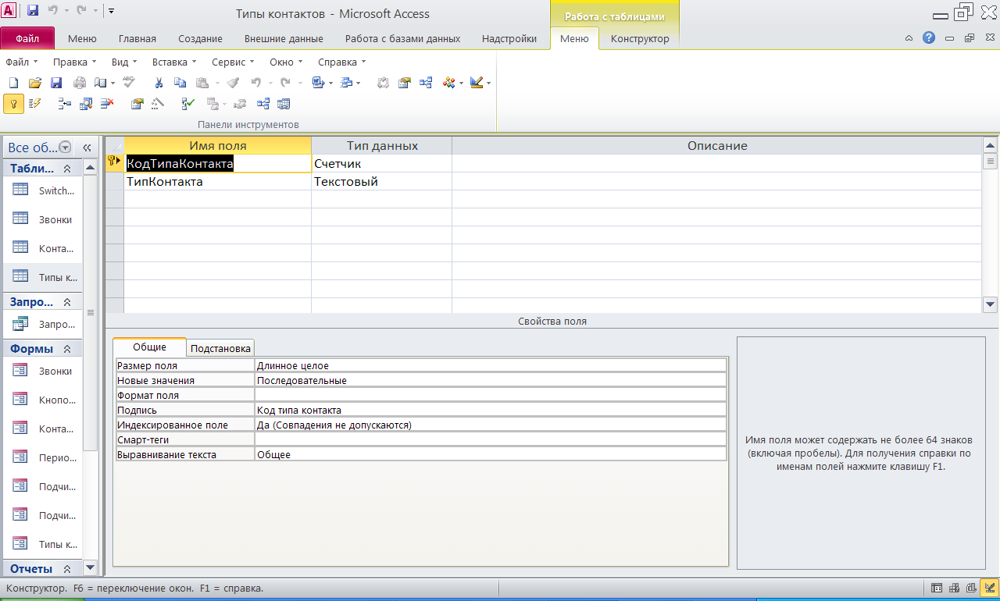 Типы контактов - Microsoft Access
Работа с таблицами
Файл Меню Главная Создание Внешние данные Работа с базами данных Надстройки Меню Конструктор
Файл Правка Вид Вставка Сервис Окно Справка
Панели инструментов
Все об...
Табли...
Switch...
Звонки
Конта...
Типы к...
Запро...
Запро...
Формы
Звонки
Кнопо...
Конта...
Перио...
Подчи...
Подчи...
Типы к...
Отчеты
Имя поля Тип данных Описание
КодТипаКонтакта Счетчик
ТипКонтакта Текстовый
Свойства поля
Общие Подстановка
Размер поля Длинное целое
Новые значения Последовательные
Формат поля
Подпись Код типа контакта
Индексированное поле Да (Совпадения не допускаются)
Смарт-теги
Выравнивание текста Общее
Имя поля может содержать не более 64 знаков
(включая пробелы). Для получения справки по
именам полей нажмите клавишу F1.
Конструктор. F6 = переключение окон. F1 = справка.